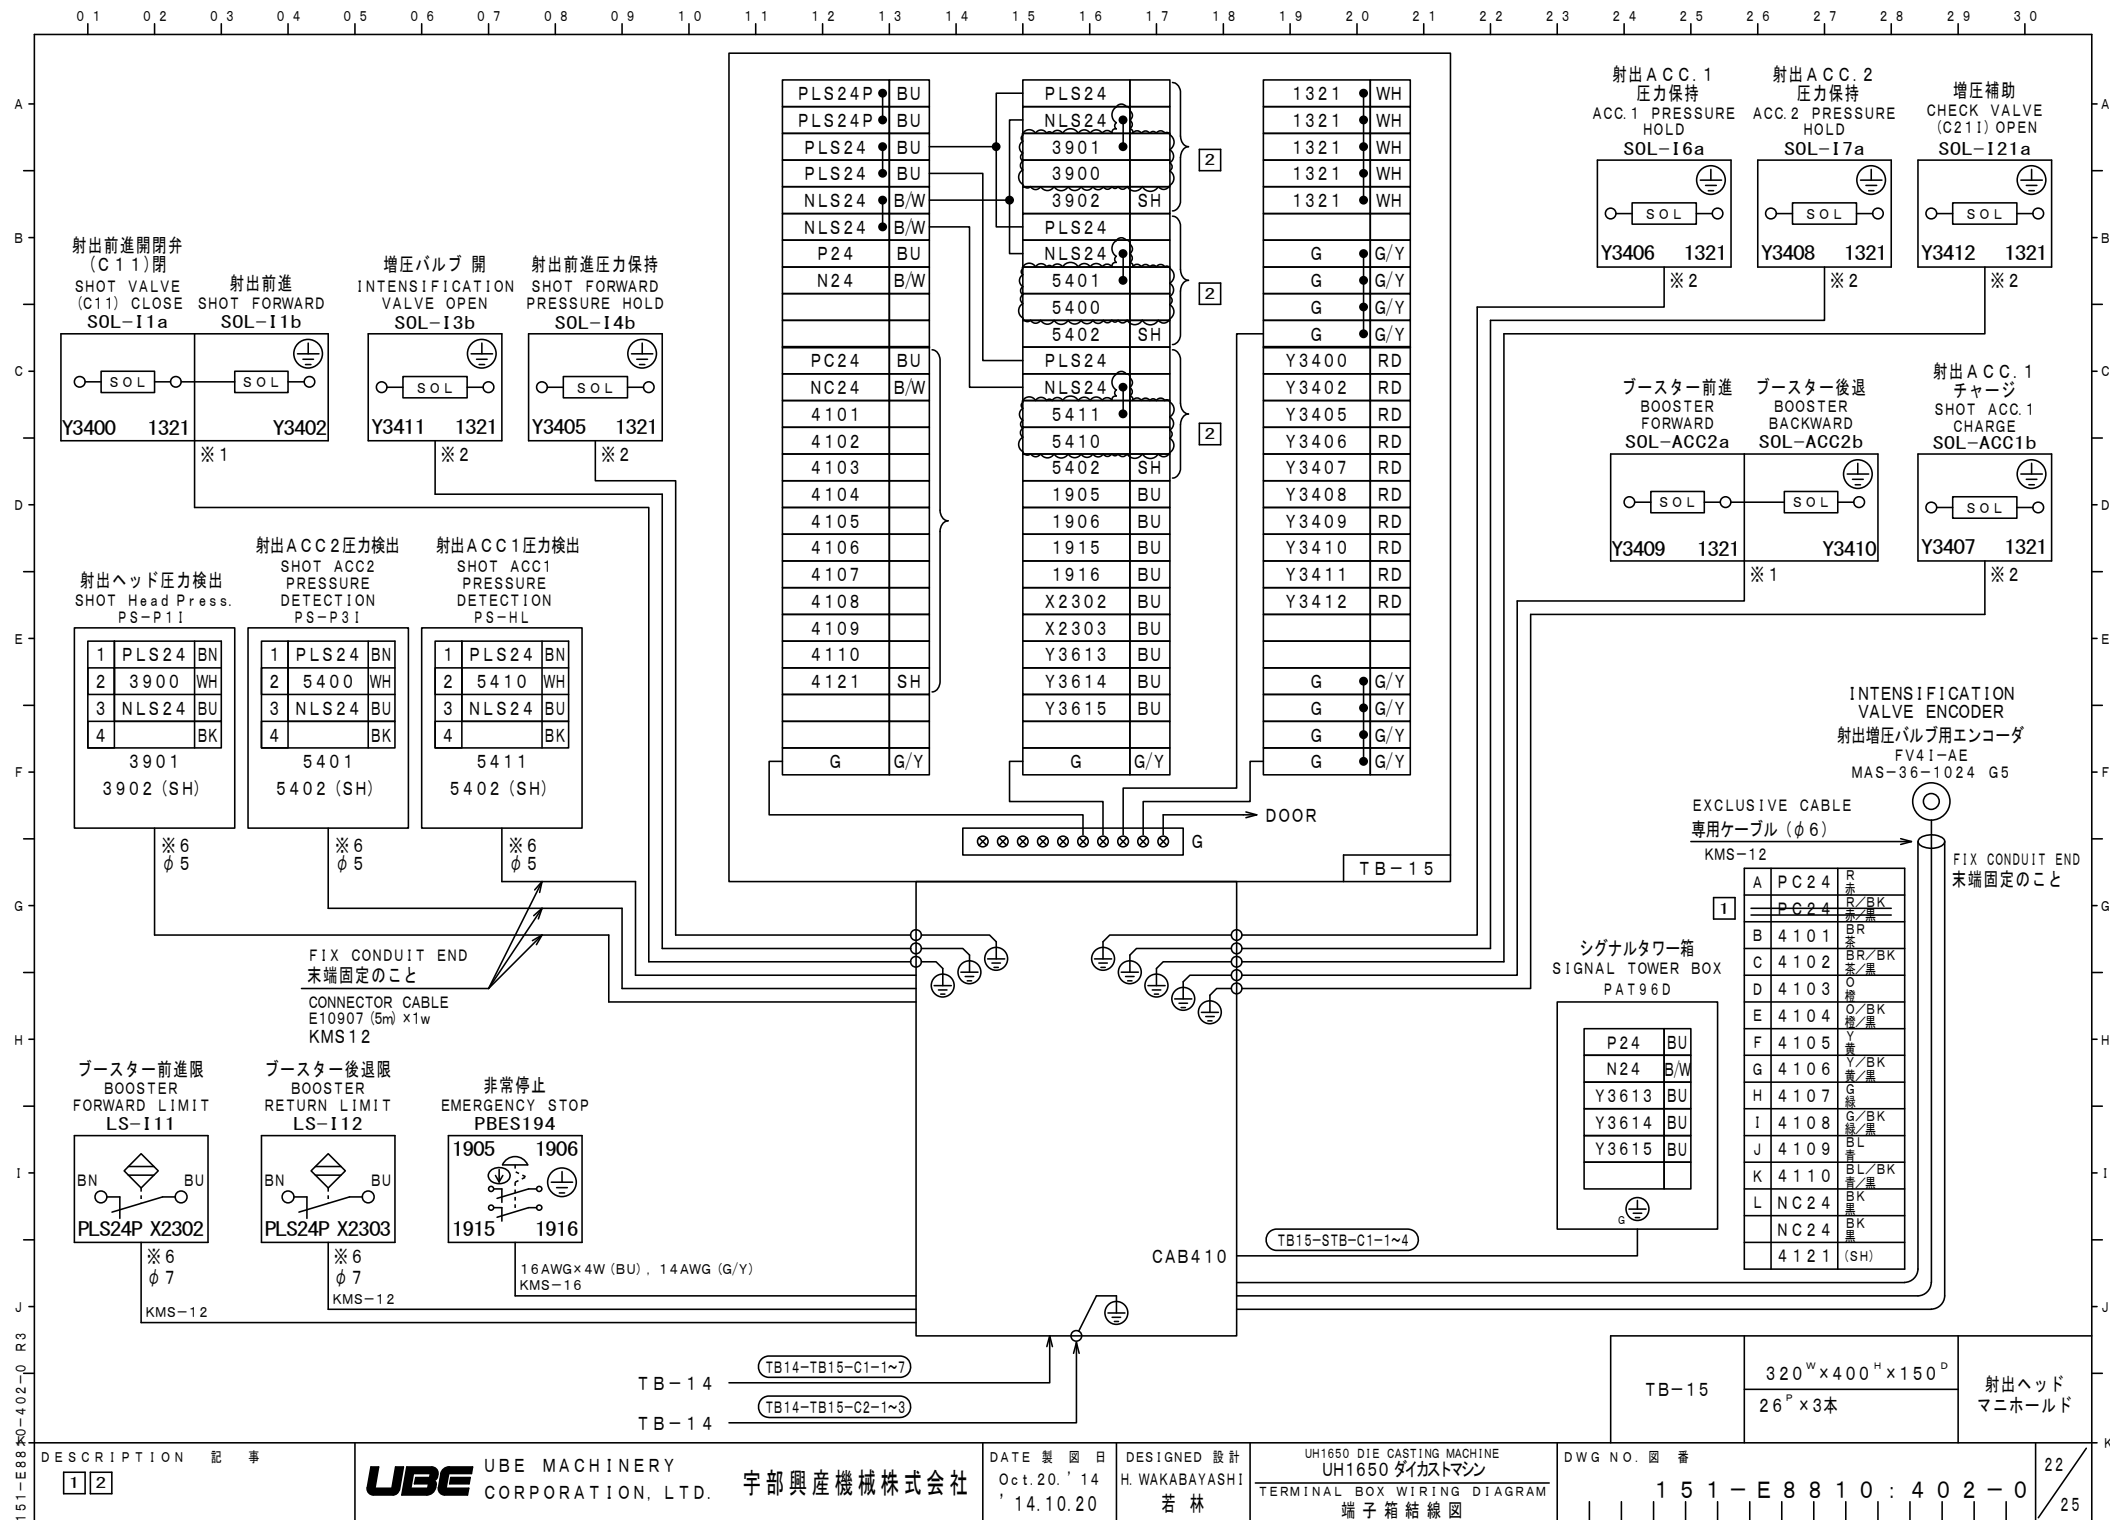 01 02 03 04 05 06 07 08 09 10 11 12 13 14 15 16 17 18 19 20 21 22 23 24 25 26 27 28 29 30
A
B
C
D
E
F
G
H
I
J
K
A
B
C
D
E
F
G
H
I
J
K
射出前進開閉弁
(C11)閉
SHOT VALVE
(C11) CLOSE
SOL-I1a
射出前進
SHOT FORWARD
SOL-I1b
SOL
SOL
Y3400 1321 Y3402
※1
増圧バルブ 開
INTENSIFICATION
VALVE OPEN
SOL-I3b
SOL
Y3411 1321
※2
射出前進圧力保持
SHOT FORWARD
PRESSURE HOLD
SOL-I4b
SOL
Y3405 1321
※2
射出ヘッド圧力検出
SHOT Head Press.
PS-P1I
1 PLS24 BN
2 3900 WH
3 NLS24 BU
4 BK
3901
3902 (SH)
※6
φ5
射出ACC2圧力検出
SHOT ACC2
PRESSURE
DETECTION
PS-P3I
1 PLS24 BN
2 5400 WH
3 NLS24 BU
4 BK
5401
5402 (SH)
※6
φ5
射出ACC1圧力検出
SHOT ACC1
PRESSURE
DETECTION
PS-HL
1 PLS24 BN
2 5410 WH
3 NLS24 BU
4 BK
5411
5402 (SH)
※6
φ5
FIX CONDUIT END
末端固定のこと
CONNECTOR CABLE
E10907 (5m) ×1w
KMS12
ブースター前進限
BOOSTER
FORWARD LIMIT
LS-I11
BN BU
PLS24P X2302
※6
φ7
KMS-12
ブースター後退限
BOOSTER
RETURN LIMIT
LS-I12
BN BU
PLS24P X2303
※6
φ7
KMS-12
非常停止
EMERGENCY STOP
PBES194
1905 1906
1915 1916
16AWG×4W (BU), 14AWG (G/Y)
KMS-16
PLS24P BU
PLS24P BU
PLS24 BU
PLS24 BU
NLS24 B/W
NLS24 B/W
P24 BU
N24 B/W
PC24 BU
NC24 B/W
4101
4102
4103
4104
4105
4106
4107
4108
4109
4110
4121 SH
G G/Y
PLS24
NLS24
3901
3900
3902 SH
2
PLS24
NLS24
5401
5400
5402 SH
2
PLS24
NLS24
5411
5410
5402 SH
2
1905 BU
1906 BU
1915 BU
1916 BU
X2302 BU
X2303 BU
Y3613 BU
Y3614 BU
Y3615 BU
G G/Y
1321 WH
1321 WH
1321 WH
1321 WH
1321 WH
G G/Y
G G/Y
G G/Y
G G/Y
Y3400 RD
Y3402 RD
Y3405 RD
Y3406 RD
Y3407 RD
Y3408 RD
Y3409 RD
Y3410 RD
Y3411 RD
Y3412 RD
G G/Y
G G/Y
G G/Y
G G/Y
DOOR
G
TB-15
CAB410
TB-14
TB14-TB15-C1-1~7
TB-14
TB14-TB15-C2-1~3
TB15-STB-C1-1~4
射出ACC.1
圧力保持
ACC.1 PRESSURE
HOLD
SOL-I6a
SOL
Y3406 1321
※2
射出ACC.2
圧力保持
ACC.2 PRESSURE
HOLD
SOL-I7a
SOL
Y3408 1321
※2
増圧補助
CHECK VALVE
(C21I) OPEN
SOL-I21a
SOL
Y3412 1321
※2
ブースター前進
BOOSTER
FORWARD
SOL-ACC2a
ブースター後退
BOOSTER
BACKWARD
SOL-ACC2b
SOL
SOL
Y3409 1321 Y3410
※1
射出ACC.1
チャージ
SHOT ACC.1
CHARGE
SOL-ACC1b
SOL
Y3407 1321
※2
INTENSIFICATION
VALVE ENCODER
射出増圧バルブ用エンコーダ
FV4I-AE
MAS-36-1024 G5
EXCLUSIVE CABLE
専用ケーブル (φ6)
KMS-12
FIX CONDUIT END
末端固定のこと
1
A PC24 R 赤
PC24 R/BK 赤/黒
B 4101 BR 茶
C 4102 BR/BK 茶/黒
D 4103 O 橙
E 4104 O/BK 橙/黒
F 4105 Y 黄
G 4106 Y/BK 黄/黒
H 4107 G 緑
I 4108 G/BK 緑/黒
J 4109 BL 青
K 4110 BL/BK 青/黒
L NC24 BK 黒
NC24 BK 黒
4121 (SH)
シグナルタワー箱
SIGNAL TOWER BOX
PAT96D
P24 BU
N24 B/W
Y3613 BU
Y3614 BU
Y3615 BU
G
TB-15
320W×400H×150D
26P×3本
射出ヘッド
マニホールド
DESCRIPTION 記 事
1 2
UBE
UBE MACHINERY
CORPORATION, LTD.
宇部興産機械株式会社
DATE 製 図 日
Oct.20.'14
'14.10.20
DESIGNED 設計
H. WAKABAYASHI
若 林
UH1650 DIE CASTING MACHINE
UH1650 ダイカストマシン
TERMINAL BOX WIRING DIAGRAM
端子箱結線図
DWG NO. 図 番
151-E8810:402-0
22/25